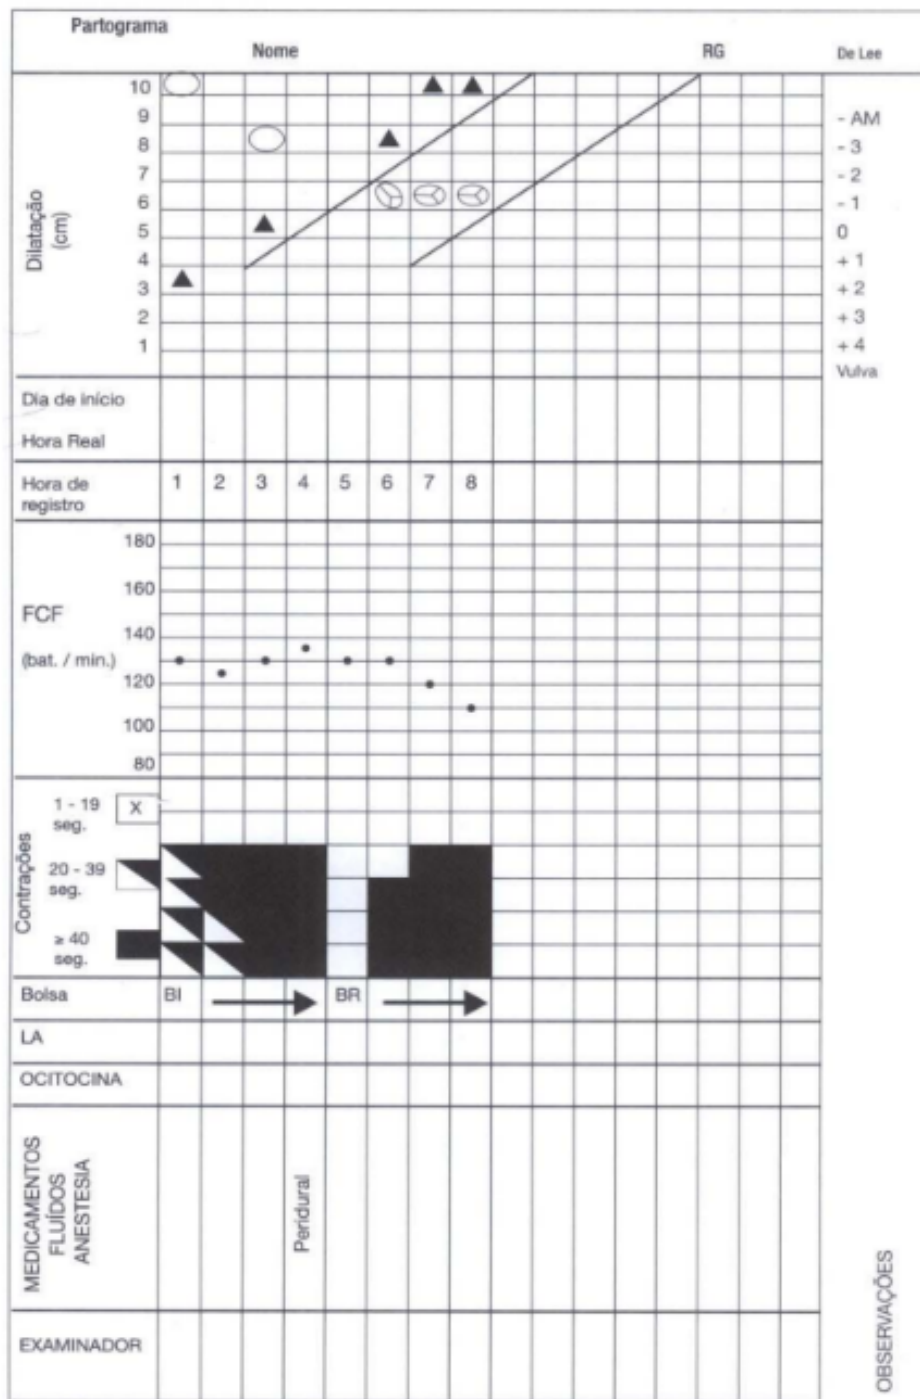 Partograma
Nome RG De Lee
Dilatação
(cm)
10
9 - AM
8 - 3
7 - 2
6 - 1
5 0
4 + 1
3 + 2
2 + 3
1 + 4
Vulva
Dia de início
Hora Real
Hora de
registro
1 2 3 4 5 6 7 8
FCF
(bat. / min.)
180
160
140
120
100
80
Contrações
1 - 19
seg.
X
20 - 39
seg.
≥ 40
seg.
Bolsa BI BR
LA
OCITOCINA
MEDICAMENTOS
FLUÍDOS
ANESTESIA
Peridural
EXAMINADOR
OBSERVAÇÕES